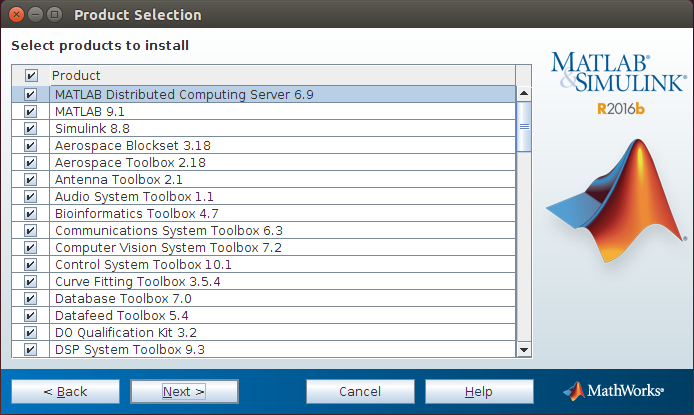 Product Selection
Select products to install
Product
MATLAB Distributed Computing Server 6.9
MATLAB 9.1
Simulink 8.8
Aerospace Blockset 3.18
Aerospace Toolbox 2.18
Antenna Toolbox 2.1
Audio System Toolbox 1.1
Bioinformatics Toolbox 4.7
Communications System Toolbox 6.3
Computer Vision System Toolbox 7.2
Control System Toolbox 10.1
Curve Fitting Toolbox 3.5.4
Database Toolbox 7.0
Datafeed Toolbox 5.4
DO Qualification Kit 3.2
DSP System Toolbox 9.3
MATLAB®
&SIMULINK®
R2016b
< Back
Next >
Cancel
Help
MathWorks®